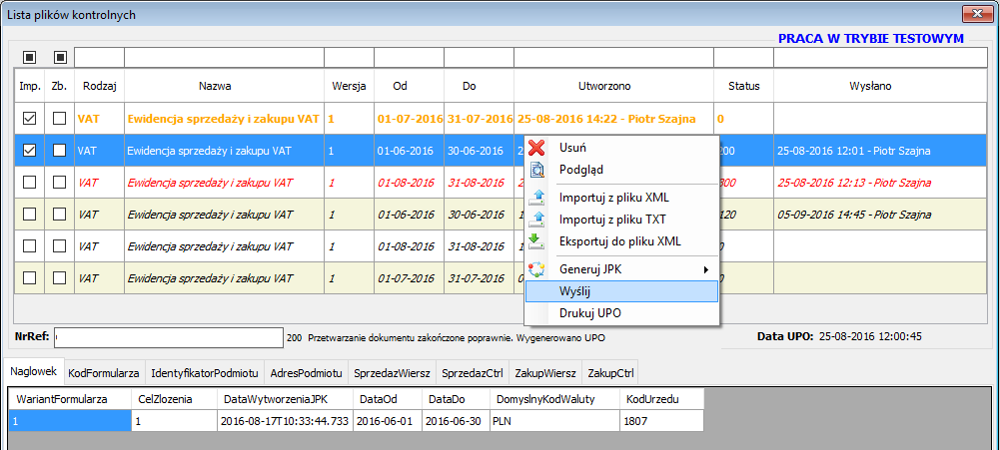 Lista plików kontrolnych
PRACA W TRYBIE TESTOWYM
Imp. Zb. Rodzaj Nazwa Wersja Od Do Utworzono Status Wysłano
VAT Ewidencja sprzedaży i zakupu VAT 1 01-07-2016 31-07-2016 25-08-2016 14:22 - Piotr Szajna 0
VAT Ewidencja sprzedaży i zakupu VAT 1 01-06-2016 30-06-2016 2 200 25-08-2016 12:01 - Piotr Szajna
VAT Ewidencja sprzedaży i zakupu VAT 1 01-08-2016 31-08-2016 2 300 25-08-2016 12:13 - Piotr Szajna
VAT Ewidencja sprzedaży i zakupu VAT 1 01-06-2016 30-06-2016 1 120 05-09-2016 14:45 - Piotr Szajna
VAT Ewidencja sprzedaży i zakupu VAT 1 01-08-2016 31-08-2016 1 0
VAT Ewidencja sprzedaży i zakupu VAT 1 01-07-2016 31-07-2016 0 0
Usuń
Podgląd
Importuj z pliku XML
Importuj z pliku TXT
Eksportuj do pliku XML
Generuj JPK
Wyślij
Drukuj UPO
NrRef: 200 Przetwarzanie dokumentu zakończone poprawnie. Wygenerowano UPO Data UPO: 25-08-2016 12:00:45
Naglowek KodFormularza IdentyfikatorPodmiotu AdresPodmiotu SprzedazWiersz SprzedazCtrl ZakupWiersz ZakupCtrl
WariantFormularza CelZlozenia DataWytworzeniaJPK DataOd DataDo DomyslnyKodWaluty KodUrzedu
1 1 2016-08-17T10:33:44.733 2016-06-01 2016-06-30 PLN 1807